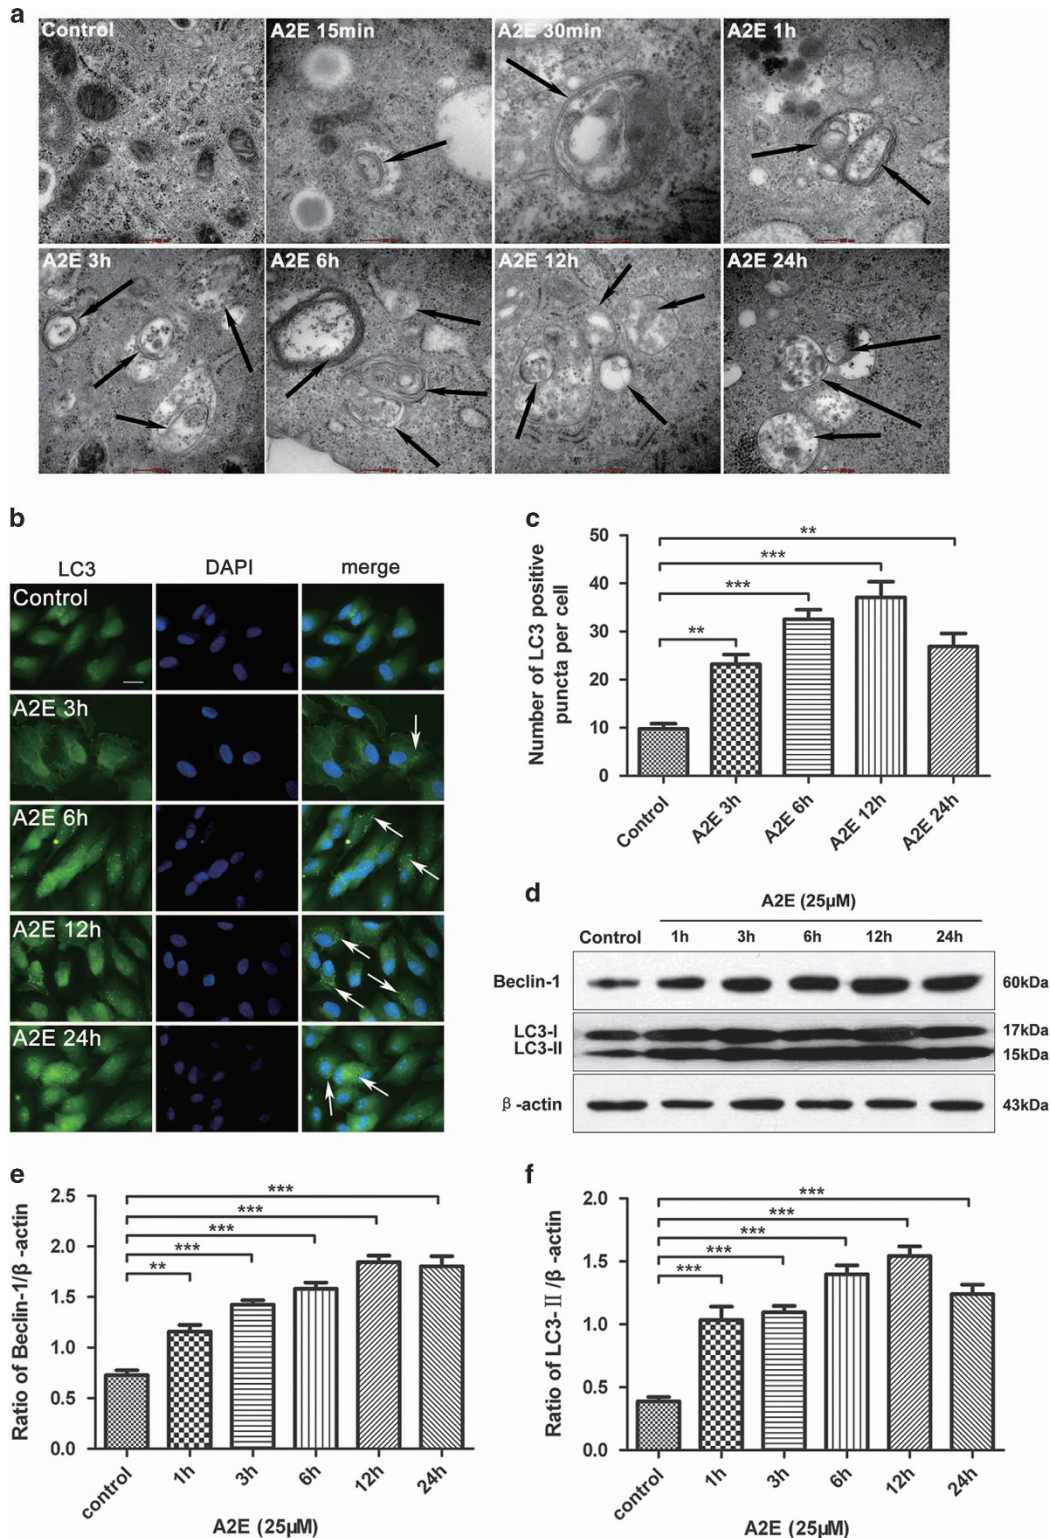 a
Control
A2E 15min
A2E 30min
A2E 1h
A2E 3h
A2E 6h
A2E 12h
A2E 24h
b
LC3
DAPI
merge
Control
A2E 3h
A2E 6h
A2E 12h
A2E 24h
c
Number of LC3 positive
puncta per cell
50
40
30
20
10
0
**
***
***
**
Control
A2E 3h
A2E 6h
A2E 12h
A2E 24h
d
A2E (25μM)
Control 1h 3h 6h 12h 24h
Beclin-1 60kDa
LC3-I 17kDa
LC3-II 15kDa
β-actin 43kDa
e
Ratio of Beclin-1/β-actin
2.5
2.0
1.5
1.0
0.5
0.0
***
***
***
***
**
control
1h
3h
6h
12h
24h
A2E (25μM)
f
Ratio of LC3-II/β-actin
2.0
1.5
1.0
0.5
0.0
***
***
***
***
***
control
1h
3h
6h
12h
24h
A2E (25μM)